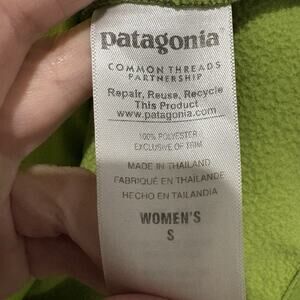 patagonia
COMMON THREADS
PARTNERSHIP
Repair, Reuse, Recycle
This Product
www.patagonia.com
100% POLYESTER
EXCLUSIVE OF TRIM
MADE IN THAILAND
FABRIQUÉ EN THAÏLANDE
HECHO EN TAILANDIA
WOMEN'S
S